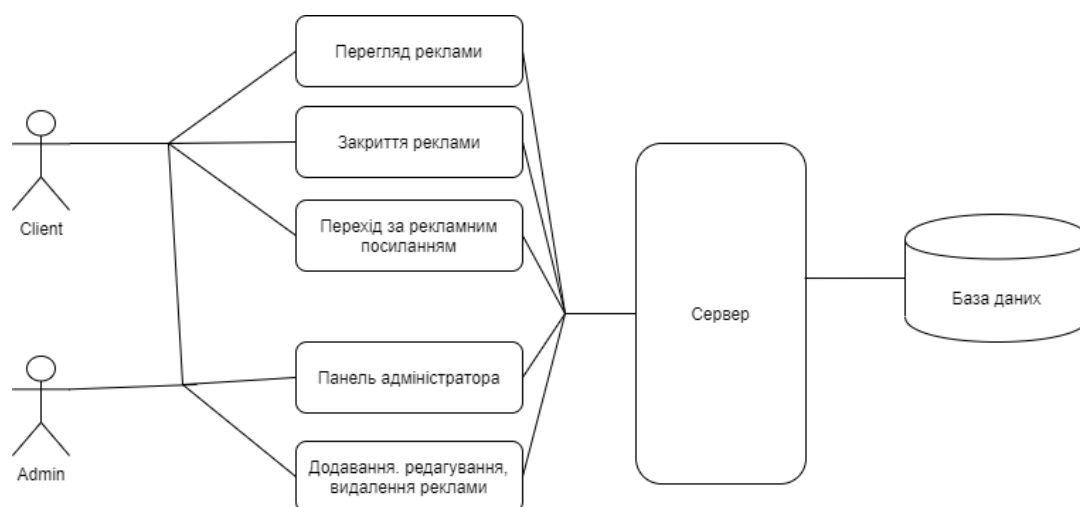 Перегляд реклами
Закриття реклами
Client
Перехід за рекламним
посиланням
Сервер
База даних
Панель адміністратора
Admin
Додавання. редагування,
видалення реклами